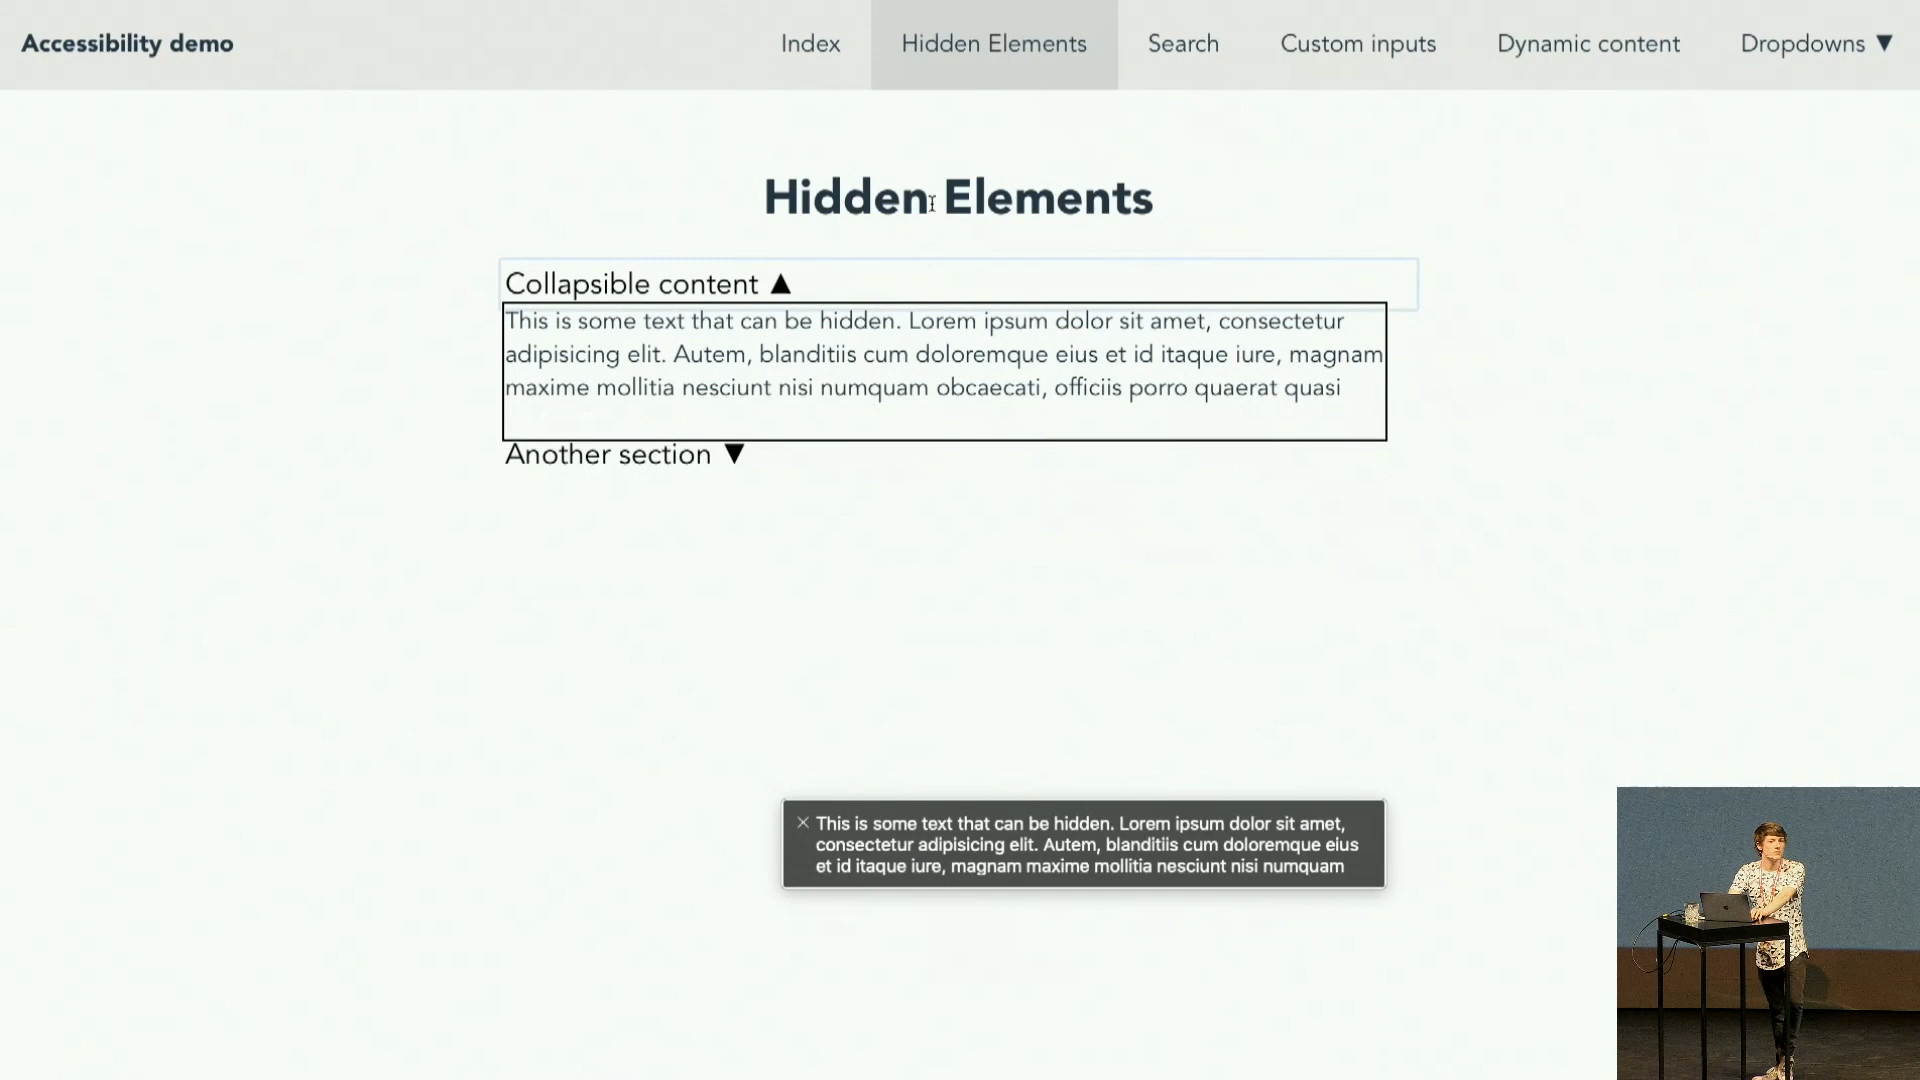 Accessibility demo
Index
Hidden Elements
Search
Custom inputs
Dynamic content
Dropdowns ▼
Hidden Elements
Collapsible content ▲
This is some text that can be hidden. Lorem ipsum dolor sit amet, consectetur
adipisicing elit. Autem, blanditiis cum doloremque eius et id itaque iure, magnam
maxime mollitia nesciunt nisi numquam obcaecati, officiis porro quaerat quasi
Another section ▼
This is some text that can be hidden. Lorem ipsum dolor sit amet,
consectetur adipisicing elit. Autem, blanditiis cum doloremque eius
et id itaque iure, magnam maxime mollitia nesciunt nisi numquam